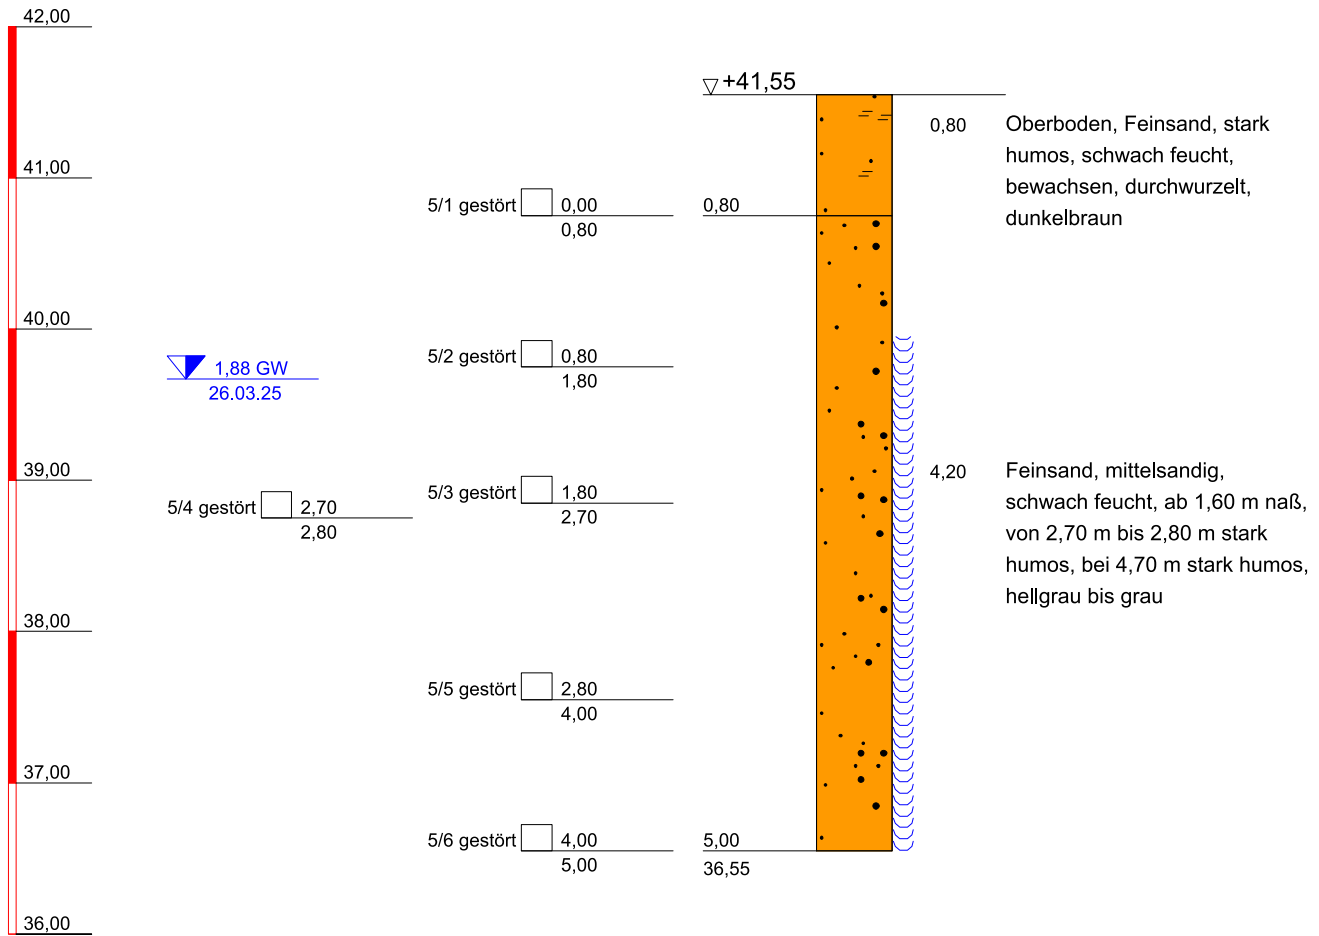 42,00
+41,55
0,80
Oberboden, Feinsand, stark
humos, schwach feucht,
bewachsen, durchwurzelt,
dunkelbraun
41,00
5/1 gestört 0,00
0,80
0,80
40,00
5/2 gestört 0,80
1,80
1,88 GW
26.03.25
39,00
5/3 gestört 1,80
2,70
5/4 gestört 2,70
2,80
4,20
Feinsand, mittelsandig,
schwach feucht, ab 1,60 m naß,
von 2,70 m bis 2,80 m stark
humos, bei 4,70 m stark humos,
hellgrau bis grau
38,00
5/5 gestört 2,80
4,00
37,00
5/6 gestört 4,00
5,00
5,00
36,55
36,00